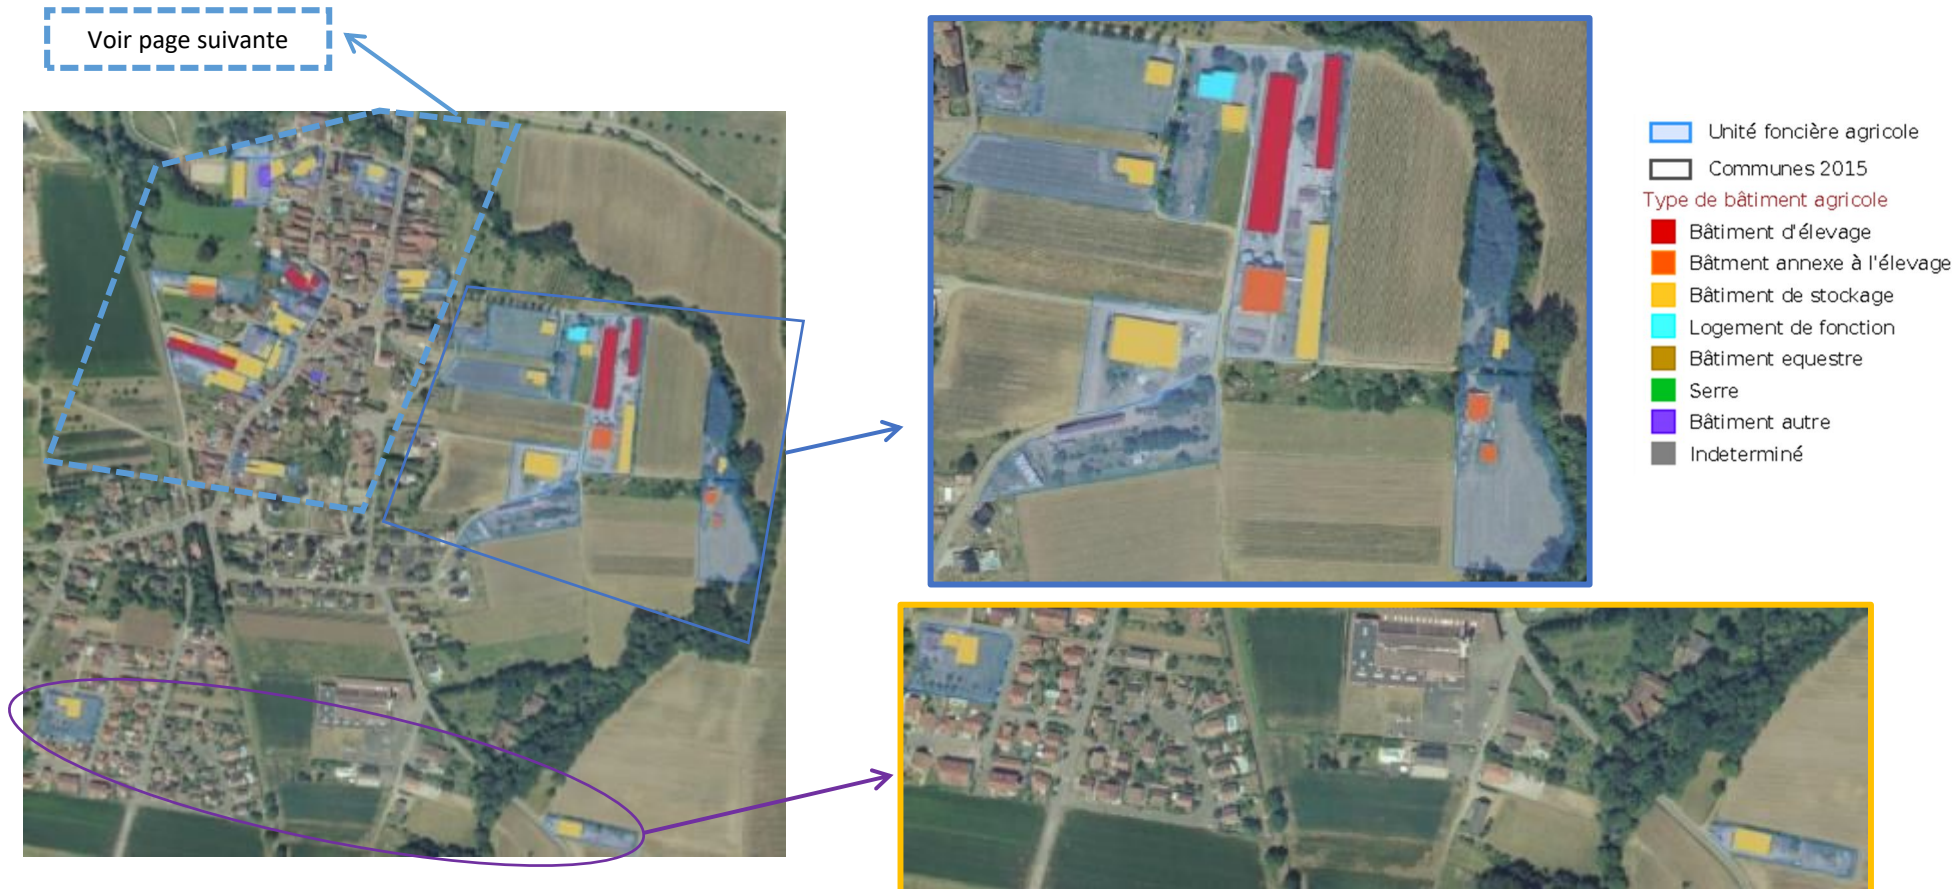 Voir page suivante
Unité foncière agricole
Communes 2015
Type de bâtiment agricole
Bâtiment d'élevage
Bâtment annexe à l'élevage
Bâtiment de stockage
Logement de fonction
Bâtiment equestre
Serre
Bâtiment autre
Indeterminé